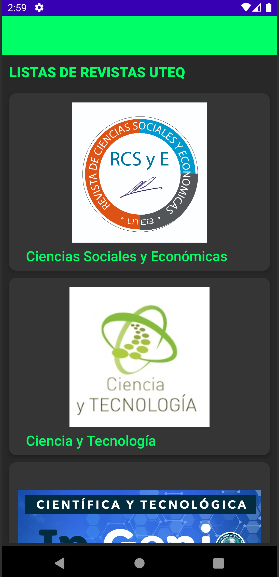 2:59
LISTAS DE REVISTAS UTEQ
REVISTA DE CIENCIAS SOCIALES Y ECONÓMICAS
RCS y E
UTEQ
Ciencias Sociales y Económicas
Ciencia
y TECNOLOGÍA
Ciencia y Tecnología
CIENTÍFICA Y TECNOLÓGICA